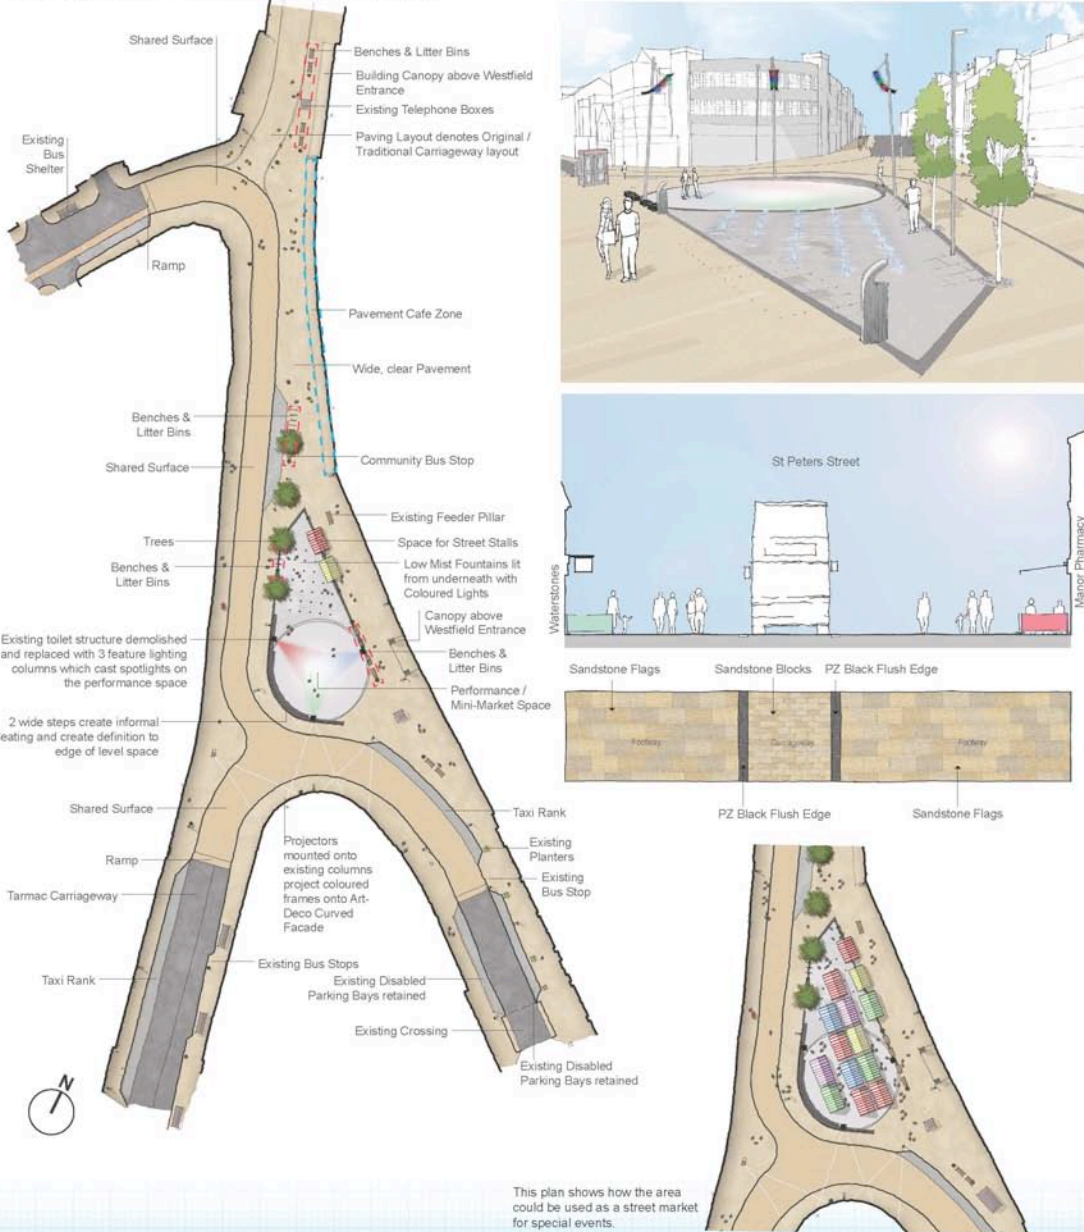 Shared Surface
Benches & Litter Bins
Building Canopy above Westfield
Entrance
Existing Telephone Boxes
Paving Layout denotes Original /
Traditional Carriageway layout
Existing
Bus
Shelter
Ramp
Pavement Cafe Zone
Wide, clear Pavement
Benches &
Litter Bins
Community Bus Stop
Shared Surface
Existing Feeder Pillar
Trees
Space for Street Stalls
Benches &
Litter Bins
Low Mist Fountains lit
from underneath with
Coloured Lights
Canopy above
Westfield Entrance
Existing toilet structure demolished
and replaced with 3 feature lighting
columns which cast spotlights on
the performance space
Benches &
Litter Bins
Performance /
Mini-Market Space
2 wide steps create informal
eating and create definition to
edge of level space
Shared Surface
Taxi Rank
Ramp
Projectors
mounted onto
existing columns
project coloured
frames onto Art-
Deco Curved
Facade
Existing
Planters
Existing
Bus Stop
Tarmac Carriageway
Taxi Rank
Existing Bus Stops
Existing Disabled
Parking Bays retained
Existing Crossing
Existing Disabled
Parking Bays retained
N
St Peters Street
Waterstones
Manor Pharmacy
Sandstone Flags
Sandstone Blocks
PZ Black Flush Edge
Footway
Carriageway
Footway
PZ Black Flush Edge
Sandstone Flags
This plan shows how the area
could be used as a street market
for special events.